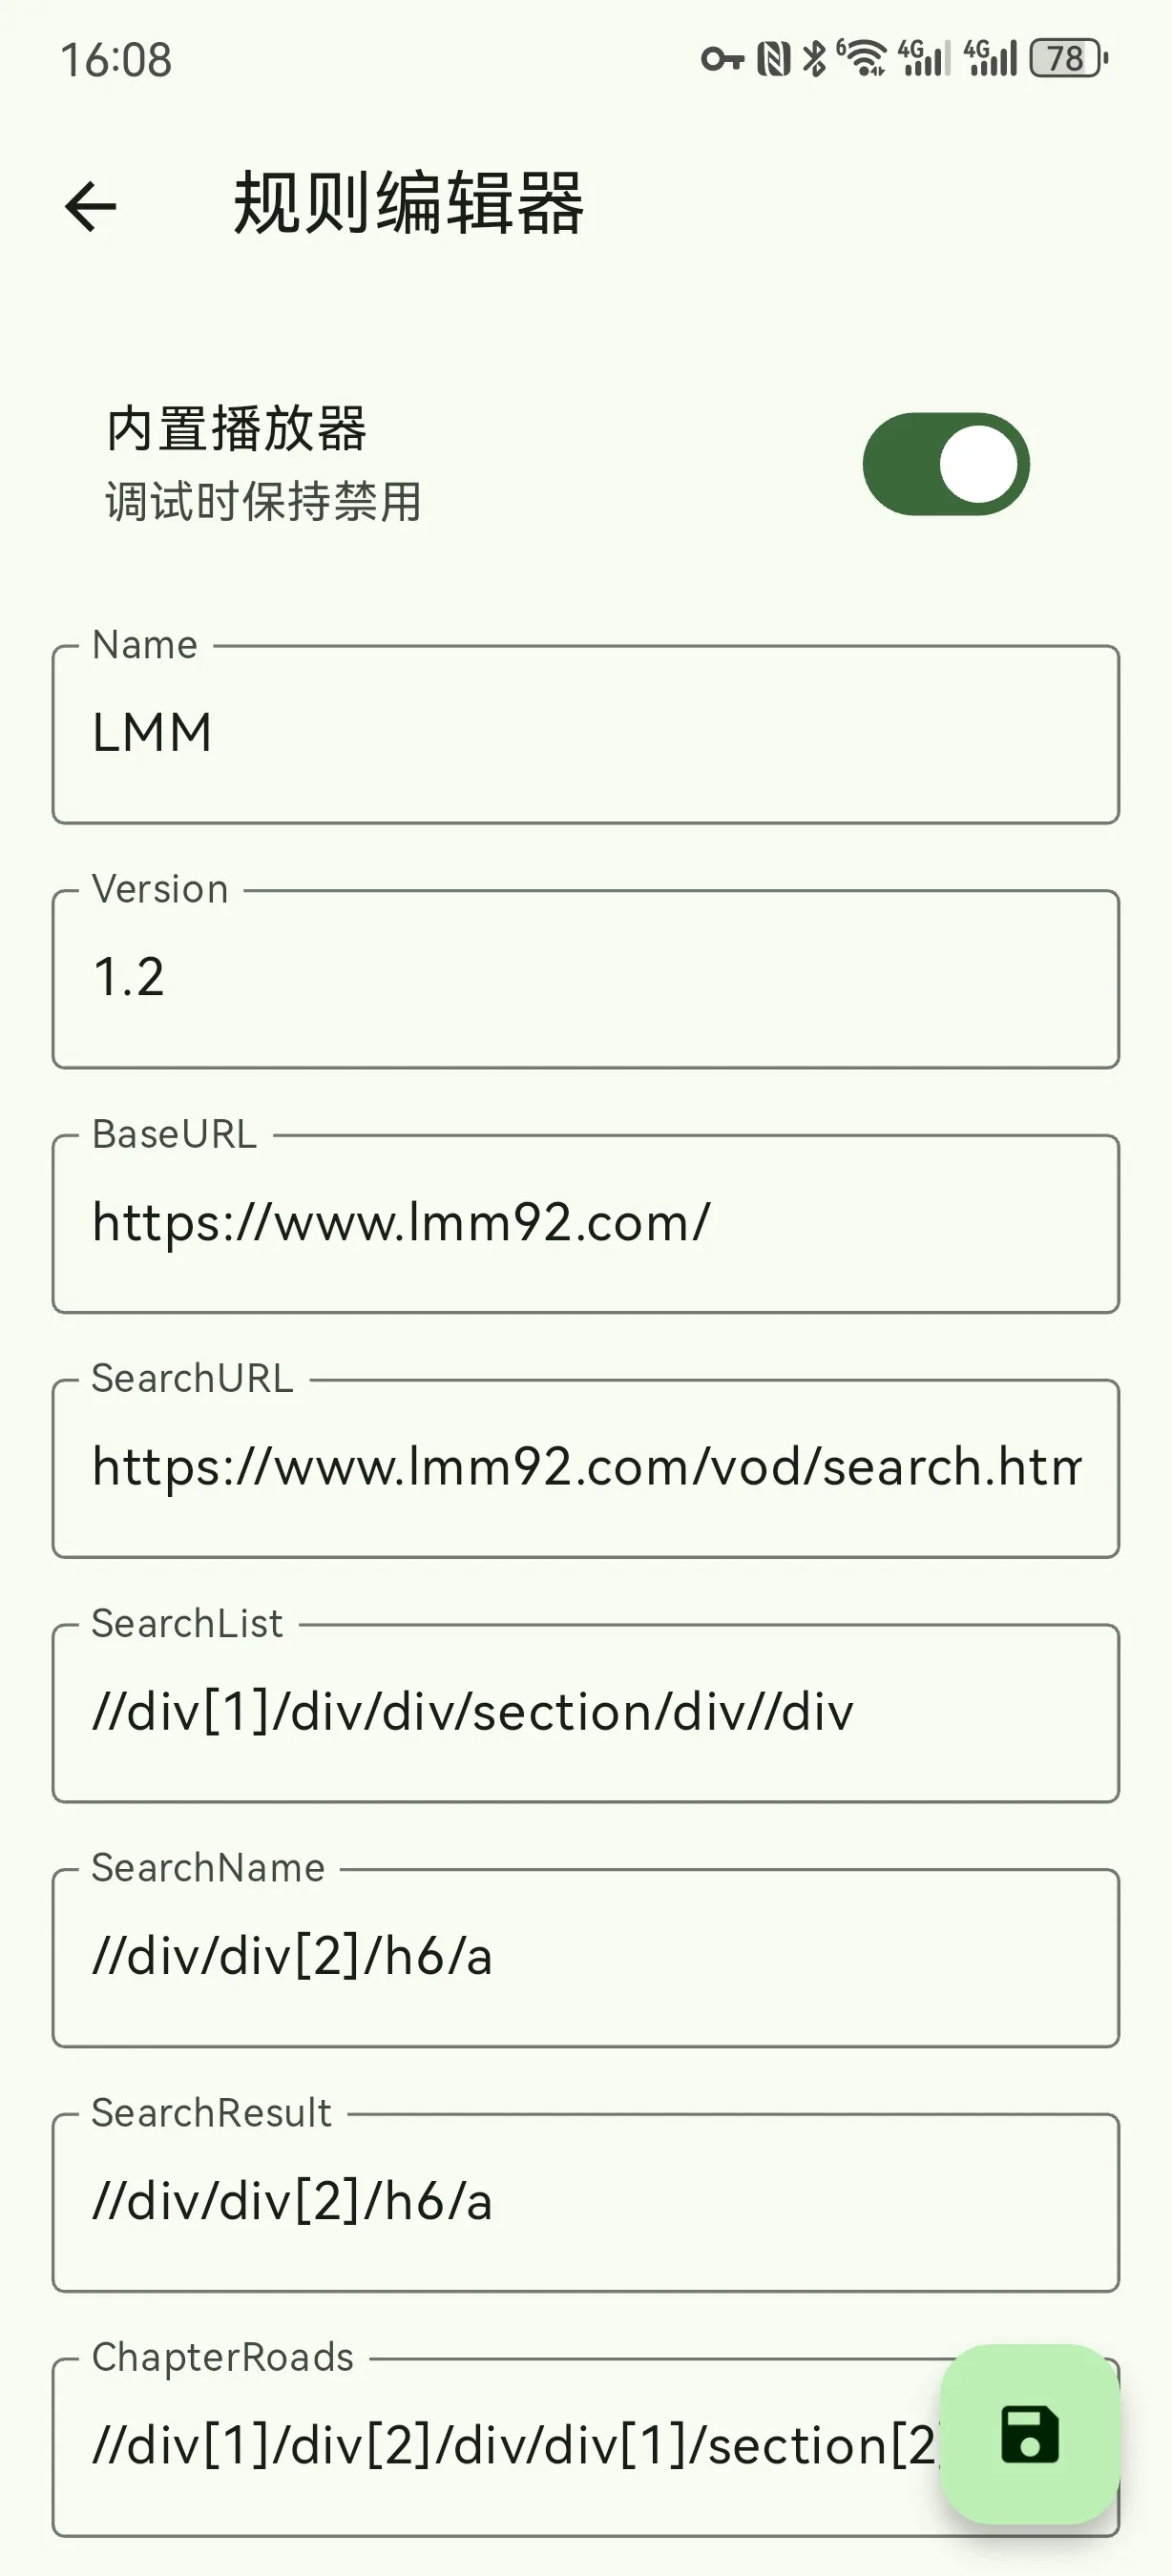 16:08
6 4G 4G 78
规则编辑器
内置播放器
调试时保持禁用
Name
LMM
Version
1.2
BaseURL
https://www.lmm92.com/
SearchURL
https://www.lmm92.com/vod/search.htm
SearchList
//div[1]/div/div/section/div//div
SearchName
//div/div[2]/h6/a
SearchResult
//div/div[2]/h6/a
ChapterRoads
//div[1]/div[2]/div/div[1]/section[2]